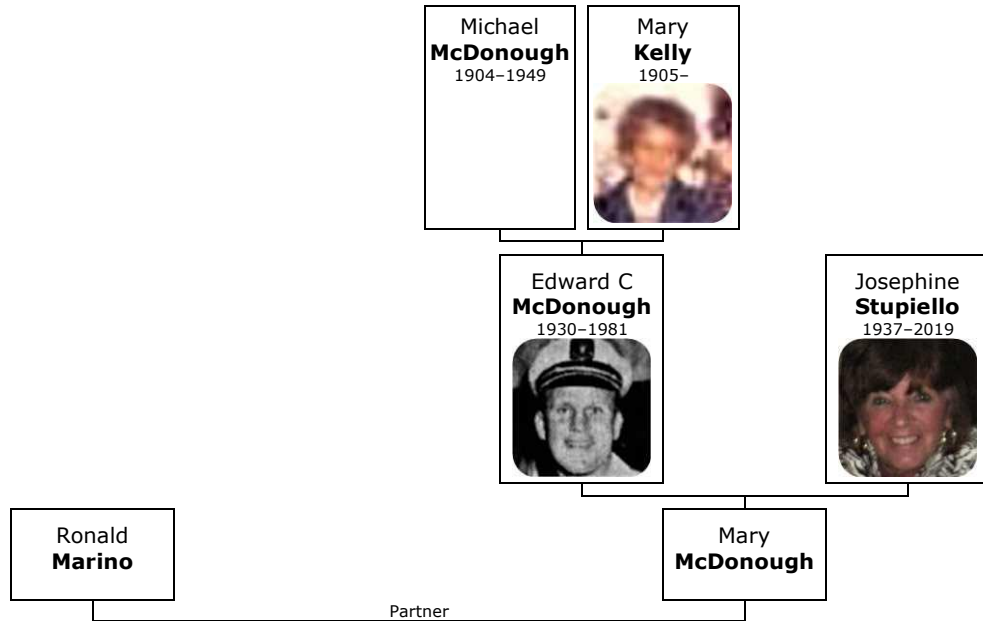 Michael
McDonough
1904–1949
Mary
Kelly
1905–
Edward C
McDonough
1930–1981
Josephine
Stupiello
1937–2019
Ronald
Marino
Mary
McDonough
Partner